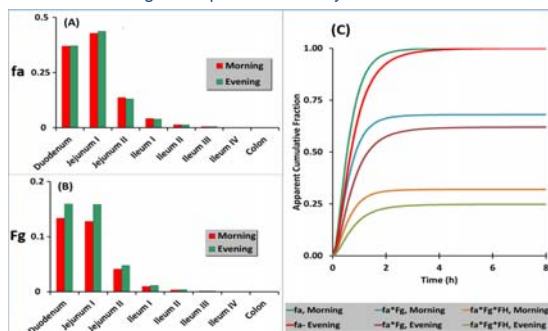 (A)
0.5
0.25
0
fa
Morning
Evening
Duodenum
Jejunum I
Jejunum II
Ileum I
Ileum II
Ileum III
Ileum IV
Colon
(B)
0.2
0.1
0
Fg
Morning
Evening
Duodenum
Jejunum I
Jejunum II
Ileum I
Ileum II
Ileum III
Ileum IV
Colon
(C)
Apparent Cumulative Fraction
1.00
0.75
0.50
0.25
0.00
0 2 4 6 8
Time (h)
fa, Morning fa*Fg, Morning fa*Fg*FH, Morning
fa- Evening fa*Fg, Evening fa*Fg*FH, Evening